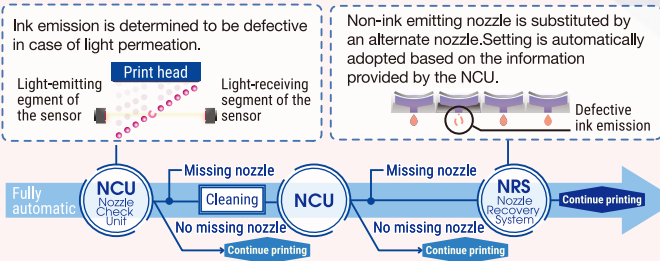 Ink emission is determined to be defective
in case of light permeation.
Print head
Light-emitting
egment of
the sensor
Light-receiving
segment of the
sensor
Non-ink emitting nozzle is substituted by
an alternate nozzle.Setting is automatically
adopted based on the information
provided by the NCU.
Defective
ink emission
Fully
automatic
NCU
Nozzle
Check
Unit
Missing nozzle
Cleaning
No missing nozzle
Continue printing
NCU
Missing nozzle
No missing nozzle
Continue printing
NRS
Nozzle
Recovery
System
Continue printing